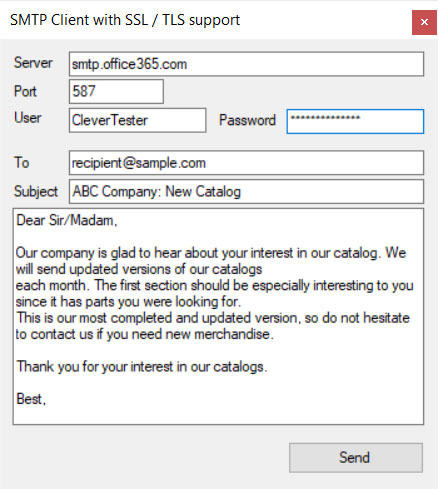 SMTP Client with SSL / TLS support
Server smtp.office365.com
Port 587
User CleverTester Password **************
To recipient@sample.com
Subject ABC Company: New Catalog
Dear Sir/Madam,
Our company is glad to hear about your interest in our catalog. We
will send updated versions of our catalogs
each month. The first section should be especially interesting to you
since it has parts you were looking for.
This is our most completed and updated version, so do not hesitate
to contact us if you need new merchandise.
Thank you for your interest in our catalogs.
Best,
Send